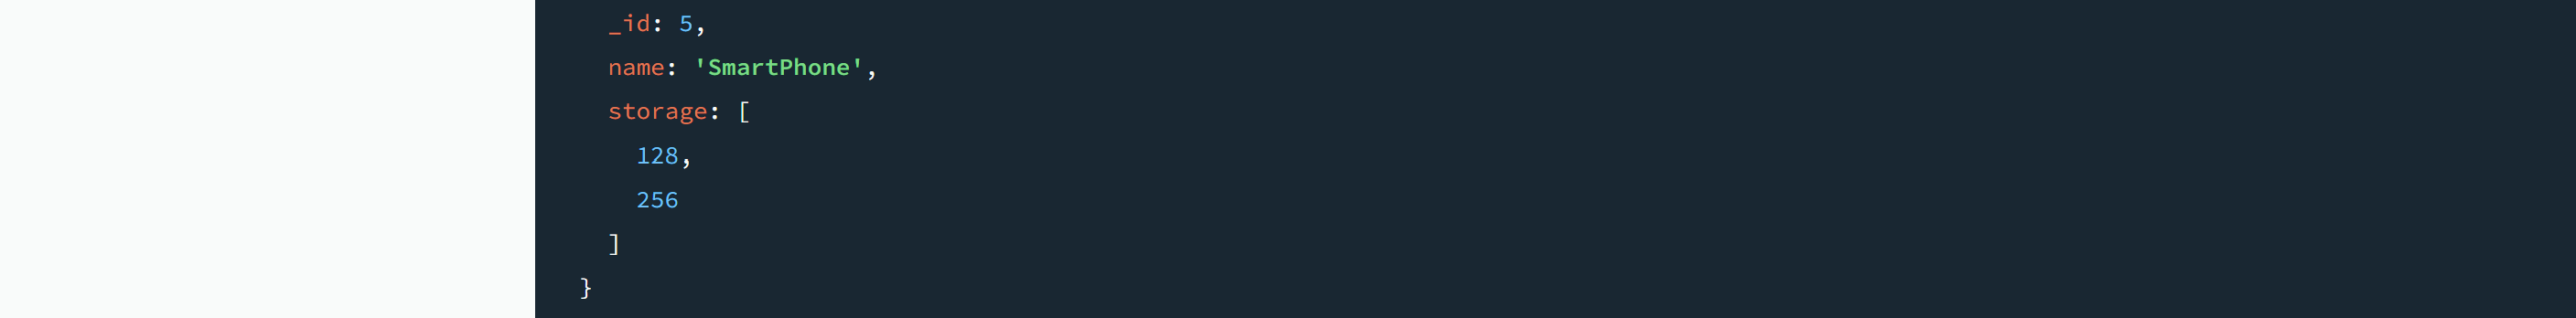 _id: 5,
name: 'SmartPhone',
storage: [
128,
256
]
}